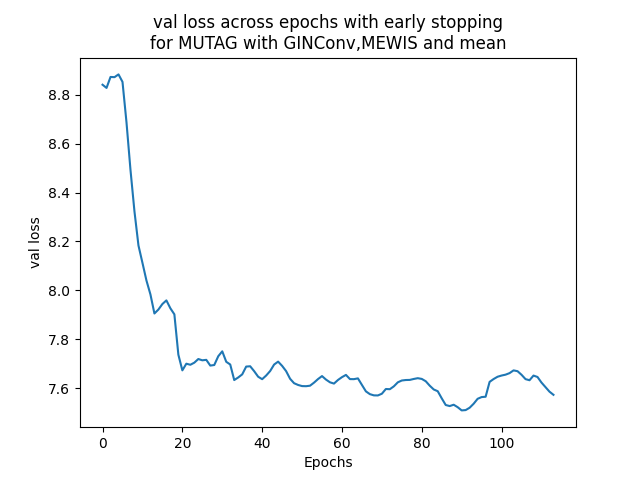 val loss across epochs with early stopping
for MUTAG with GINConv,MEWIS and mean
8.8
8.6
8.4
8.2
8.0
7.8
7.6
val loss
0 20 40 60 80 100
Epochs